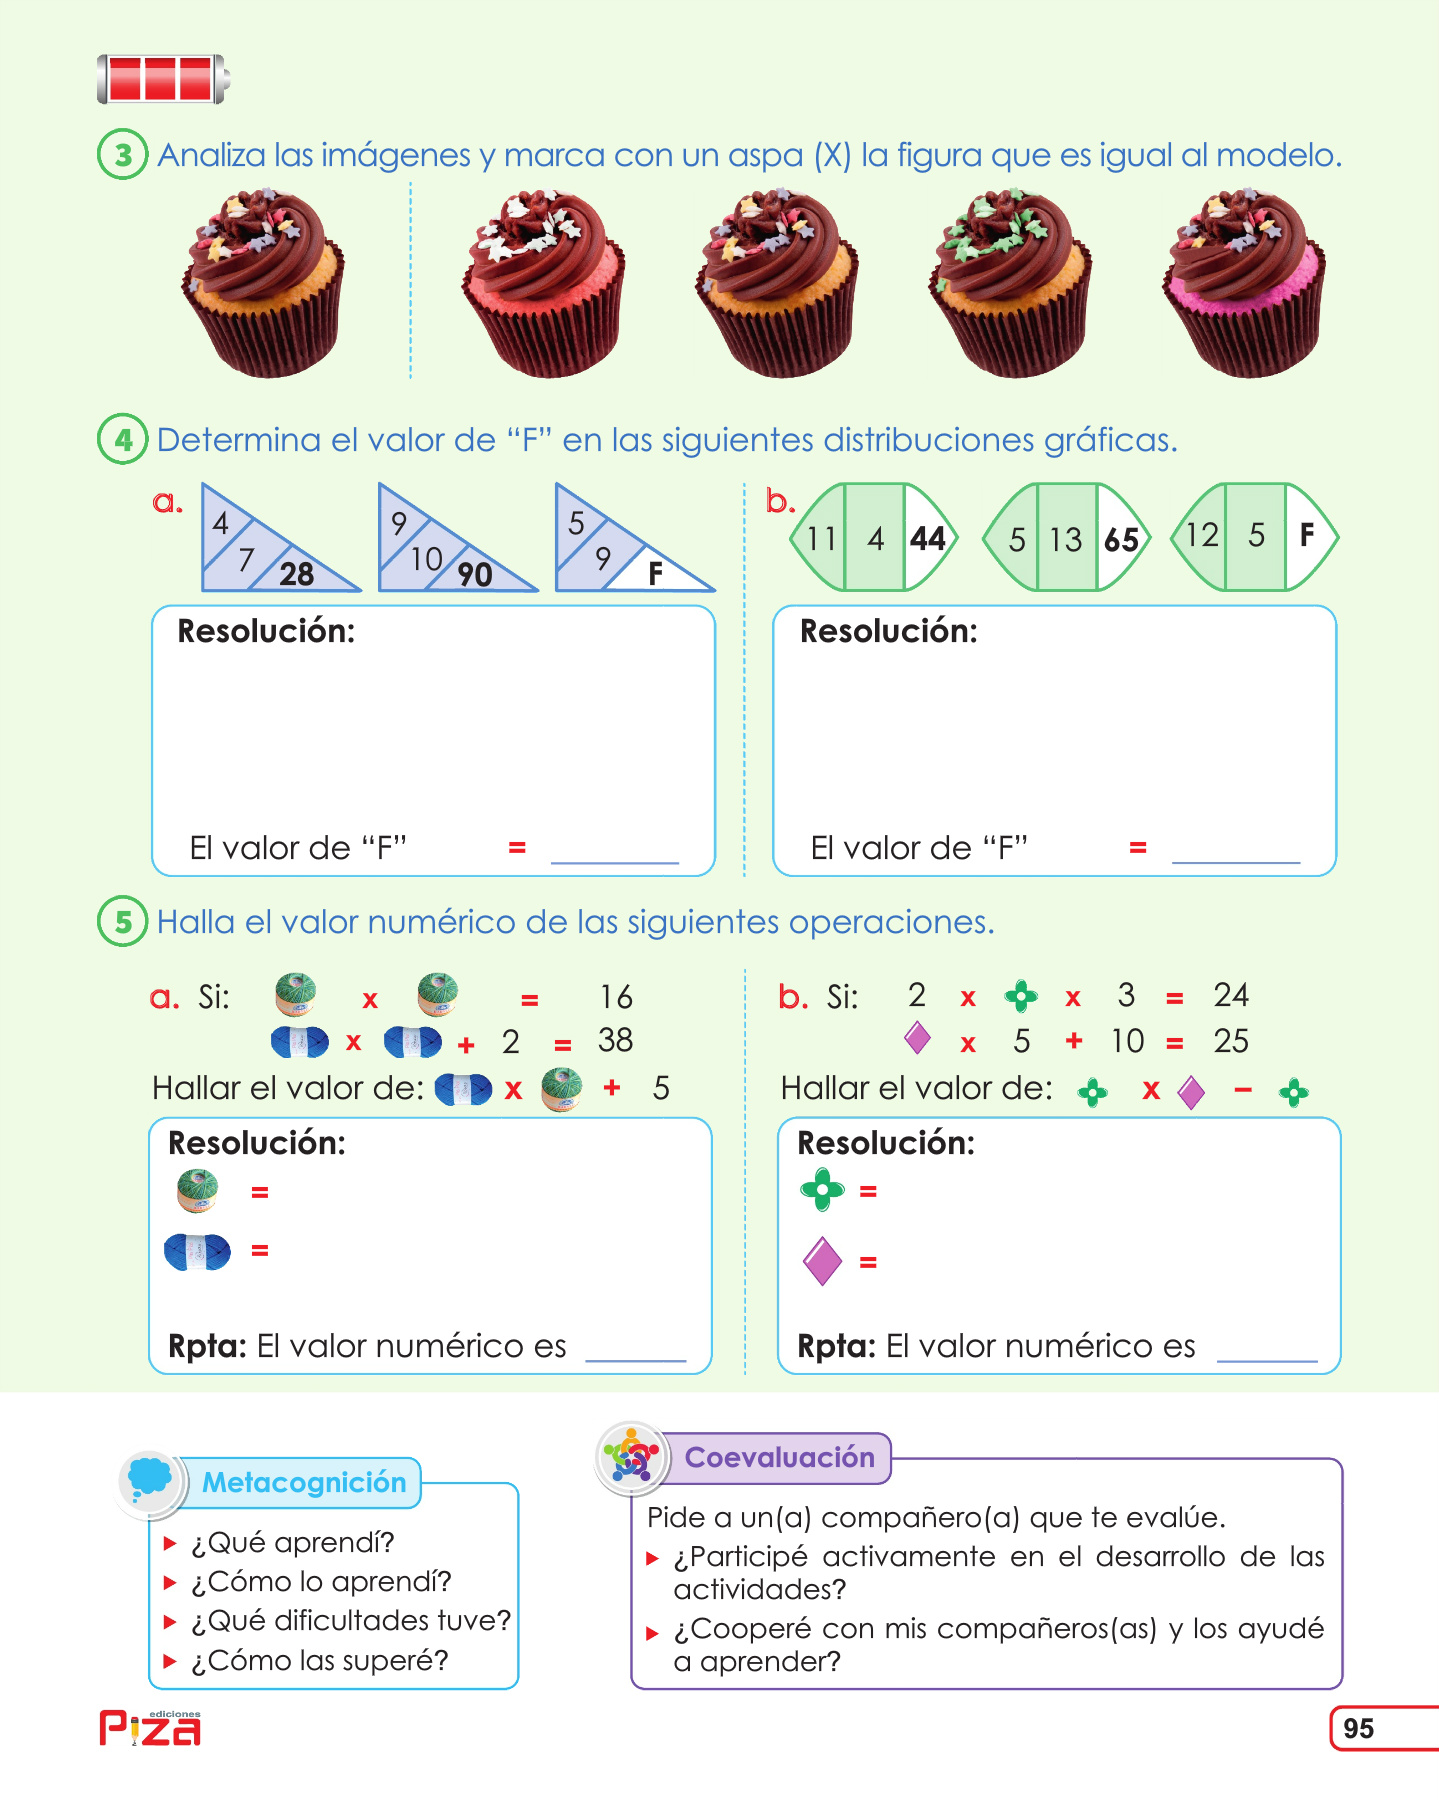 3 Analiza las imágenes y marca con un aspa (X) la figura que es igual al modelo.
4 Determina el valor de “F” en las siguientes distribuciones gráficas.
a. 4 7 28 9 10 90 5 9 F
b. 11 4 44 5 13 65 12 5 F
Resolución:
El valor de “F” = ________
Resolución:
El valor de “F” = ________
5 Halla el valor numérico de las siguientes operaciones.
a. Si: x = 16
x + 2 = 38
Hallar el valor de: x + 5
Resolución:
=
=
Rpta: El valor numérico es ______
b. Si: 2 x x 3 = 24
x 5 + 10 = 25
Hallar el valor de: x −
Resolución:
=
=
Rpta: El valor numérico es ______
Metacognición
¿Qué aprendí?
¿Cómo lo aprendí?
¿Qué dificultades tuve?
¿Cómo las superé?
Coevaluación
Pide a un(a) compañero(a) que te evalúe.
¿Participé activamente en el desarrollo de las
actividades?
¿Cooperé con mis compañeros(as) y los ayudé
a aprender?
ediciones
Piza
95